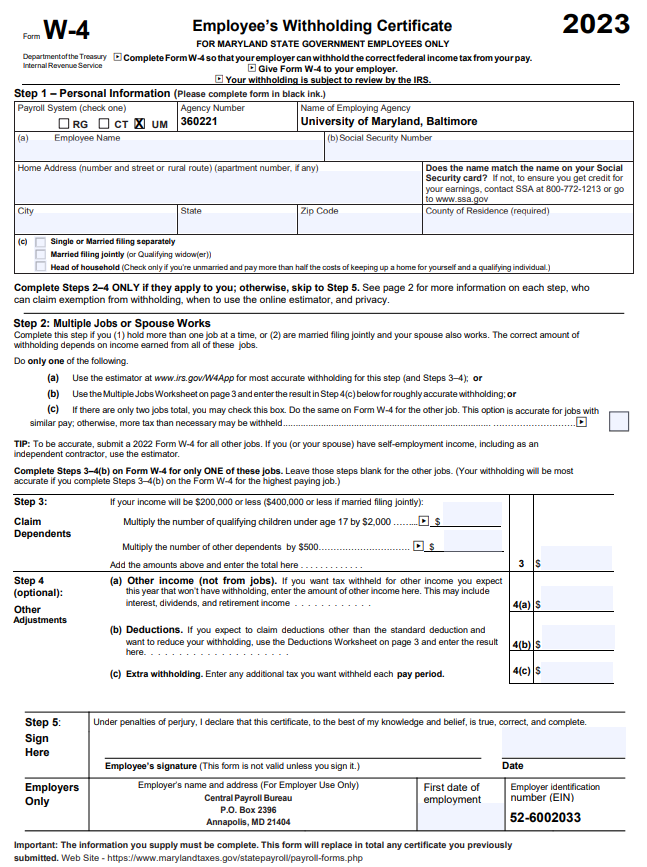 Form W-4
Department of the Treasury
Internal Revenue Service
Employee's Withholding Certificate
FOR MARYLAND STATE GOVERNMENT EMPLOYEES ONLY
Complete Form W-4 so that your employer can withhold the correct federal income tax from your pay.
Give Form W-4 to your employer.
Your withholding is subject to review by the IRS.
2023
Step 1 – Personal Information (Please complete form in black ink.)
Payroll System (check one)
RG CT X UM
Agency Number
360221
Name of Employing Agency
University of Maryland, Baltimore
(a) Employee Name
(b) Social Security Number
Home Address (number and street or rural route) (apartment number, if any)
Does the name match the name on your Social
Security card? If not, to ensure you get credit for
your earnings, contact SSA at 800-772-1213 or go
to www.ssa.gov
City
State
Zip Code
County of Residence (required)
(c) Single or Married filing separately
Married filing jointly (or Qualifying widow(er))
Head of household (Check only if you're unmarried and pay more than half the costs of keeping up a home for yourself and a qualifying individual.)
Complete Steps 2–4 ONLY if they apply to you; otherwise, skip to Step 5. See page 2 for more information on each step, who
can claim exemption from withholding, when to use the online estimator, and privacy.
Step 2: Multiple Jobs or Spouse Works
Complete this step if you (1) hold more than one job at a time, or (2) are married filing jointly and your spouse also works. The correct amount of
withholding depends on income earned from all of these jobs.
Do only one of the following.
(a) Use the estimator at www.irs.gov/W4App for most accurate withholding for this step (and Steps 3–4); or
(b) Use the Multiple Jobs Worksheet on page 3 and enter the result in Step 4(c) below for roughly accurate withholding; or
(c) If there are only two jobs total, you may check this box. Do the same on Form W-4 for the other job. This option is accurate for jobs with
similar pay; otherwise, more tax than necessary may be withheld...............................................................................
TIP: To be accurate, submit a 2022 Form W-4 for all other jobs. If you (or your spouse) have self-employment income, including as an
independent contractor, use the estimator.
Complete Steps 3–4(b) on Form W-4 for only ONE of these jobs. Leave those steps blank for the other jobs. (Your withholding will be most
accurate if you complete Steps 3–4(b) on the Form W-4 for the highest paying job.)
Step 3:
Claim
Dependents
If your income will be $200,000 or less ($400,000 or less if married filing jointly):
Multiply the number of qualifying children under age 17 by $2,000 ........ $
Multiply the number of other dependents by $500.............................. $
Add the amounts above and enter the total here . . . . . . . . . . . . .
3 $
Step 4
(optional):
Other
Adjustments
(a) Other income (not from jobs). If you want tax withheld for other income you expect
this year that won't have withholding, enter the amount of other income here. This may include
interest, dividends, and retirement income . . . . . . . . . . . .
4(a) $
(b) Deductions. If you expect to claim deductions other than the standard deduction and
want to reduce your withholding, use the Deductions Worksheet on page 3 and enter the result
here. . . . . . . . . . . . . . . . . . . . . .
4(b) $
(c) Extra withholding. Enter any additional tax you want withheld each pay period.
4(c) $
Step 5:
Sign
Here
Under penalties of perjury, I declare that this certificate, to the best of my knowledge and belief, is true, correct, and complete.
Employee's signature (This form is not valid unless you sign it.)
Date
Employers
Only
Employer's name and address (For Employer Use Only)
Central Payroll Bureau
P.O. Box 2396
Annapolis, MD 21404
First date of
employment
Employer identification
number (EIN)
52-6002033
Important: The information you supply must be complete. This form will replace in total any certificate you previously
submitted. Web Site - https://www.marylandtaxes.gov/statepayroll/payroll-forms.php